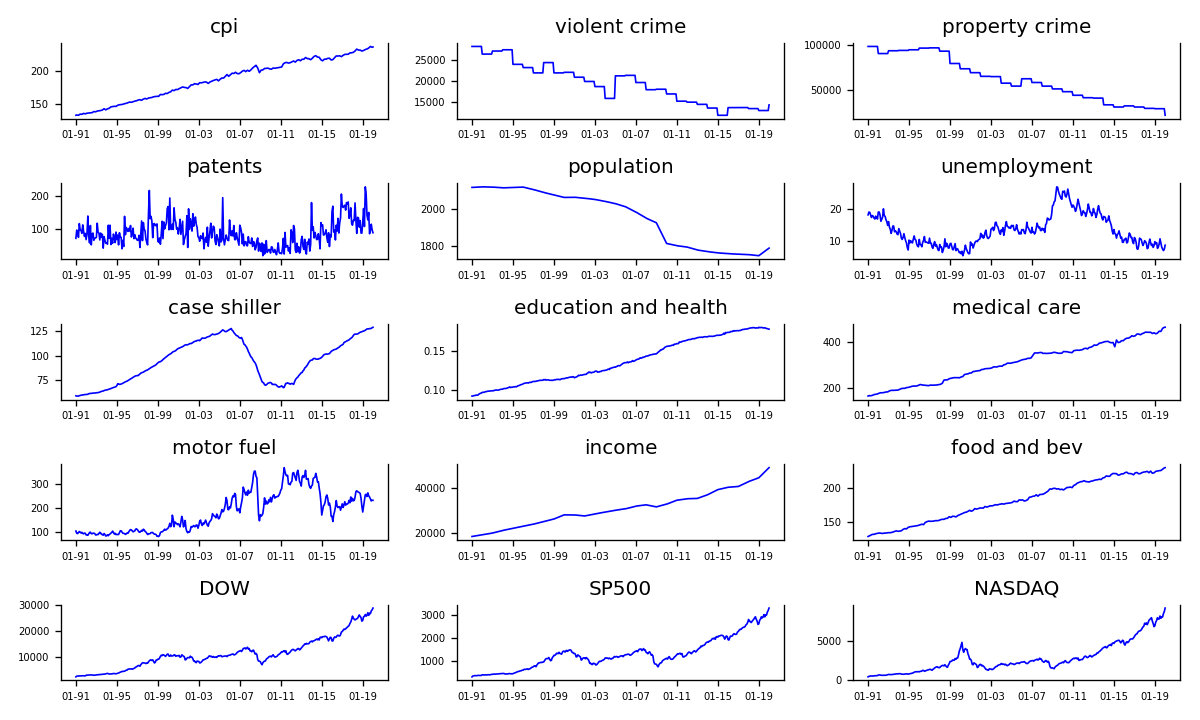 cpi
200
150
01-91 01-95 01-99 01-03 01-07 01-11 01-15 01-19
violent crime
25000
20000
15000
01-91 01-95 01-99 01-03 01-07 01-11 01-15 01-19
property crime
100000
50000
01-91 01-95 01-99 01-03 01-07 01-11 01-15 01-19
patents
200
100
01-91 01-95 01-99 01-03 01-07 01-11 01-15 01-19
population
2000
1800
01-91 01-95 01-99 01-03 01-07 01-11 01-15 01-19
unemployment
20
10
01-91 01-95 01-99 01-03 01-07 01-11 01-15 01-19
case shiller
125
100
75
01-91 01-95 01-99 01-03 01-07 01-11 01-15 01-19
education and health
0.15
0.10
01-91 01-95 01-99 01-03 01-07 01-11 01-15 01-19
medical care
400
200
01-91 01-95 01-99 01-03 01-07 01-11 01-15 01-19
motor fuel
300
200
100
01-91 01-95 01-99 01-03 01-07 01-11 01-15 01-19
income
40000
20000
01-91 01-95 01-99 01-03 01-07 01-11 01-15 01-19
food and bev
200
150
01-91 01-95 01-99 01-03 01-07 01-11 01-15 01-19
DOW
30000
20000
10000
01-91 01-95 01-99 01-03 01-07 01-11 01-15 01-19
SP500
3000
2000
1000
01-91 01-95 01-99 01-03 01-07 01-11 01-15 01-19
NASDAQ
5000
0
01-91 01-95 01-99 01-03 01-07 01-11 01-15 01-19